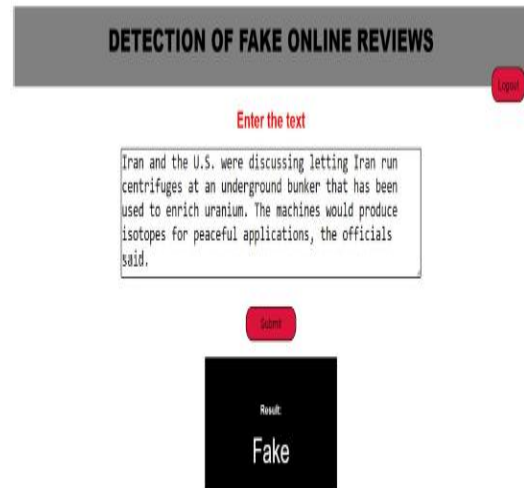 DETECTION OF FAKE ONLINE REVIEWS
Logout
Enter the text
Iran and the U.S. were discussing letting Iran run
centrifuges at an underground bunker that has been
used to enrich uranium. The machines would produce
isotopes for peaceful applications, the officials
said.
Submit
Result:
Fake